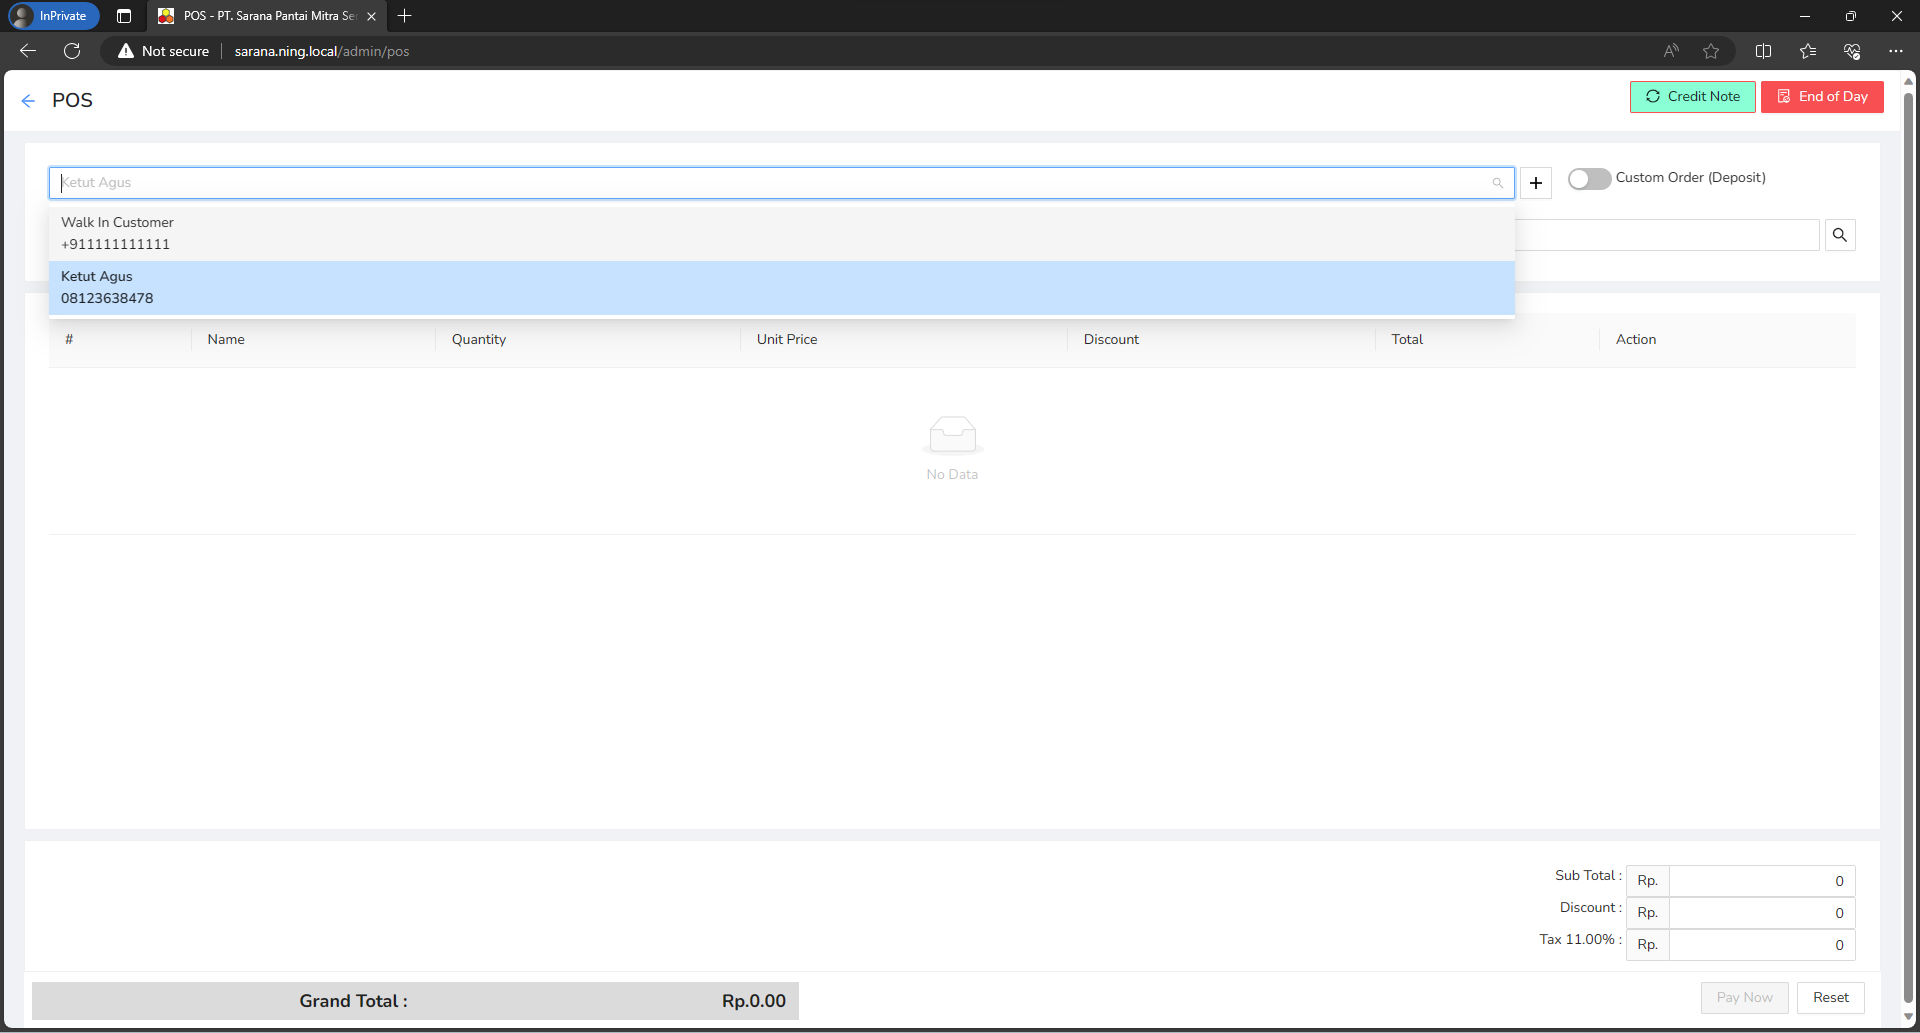 InPrivate
POS - PT. Sarana Pantai Mitra Se
Not secure
sarana.ning.local/admin/pos
POS
Credit Note
End of Day
Ketut Agus
Custom Order (Deposit)
Walk In Customer
+911111111111
Ketut Agus
08123638478
# Name Quantity Unit Price Discount Total Action
No Data
Sub Total : Rp. 0
Discount : Rp. 0
Tax 11.00% : Rp. 0
Grand Total : Rp.0.00
Pay Now
Reset